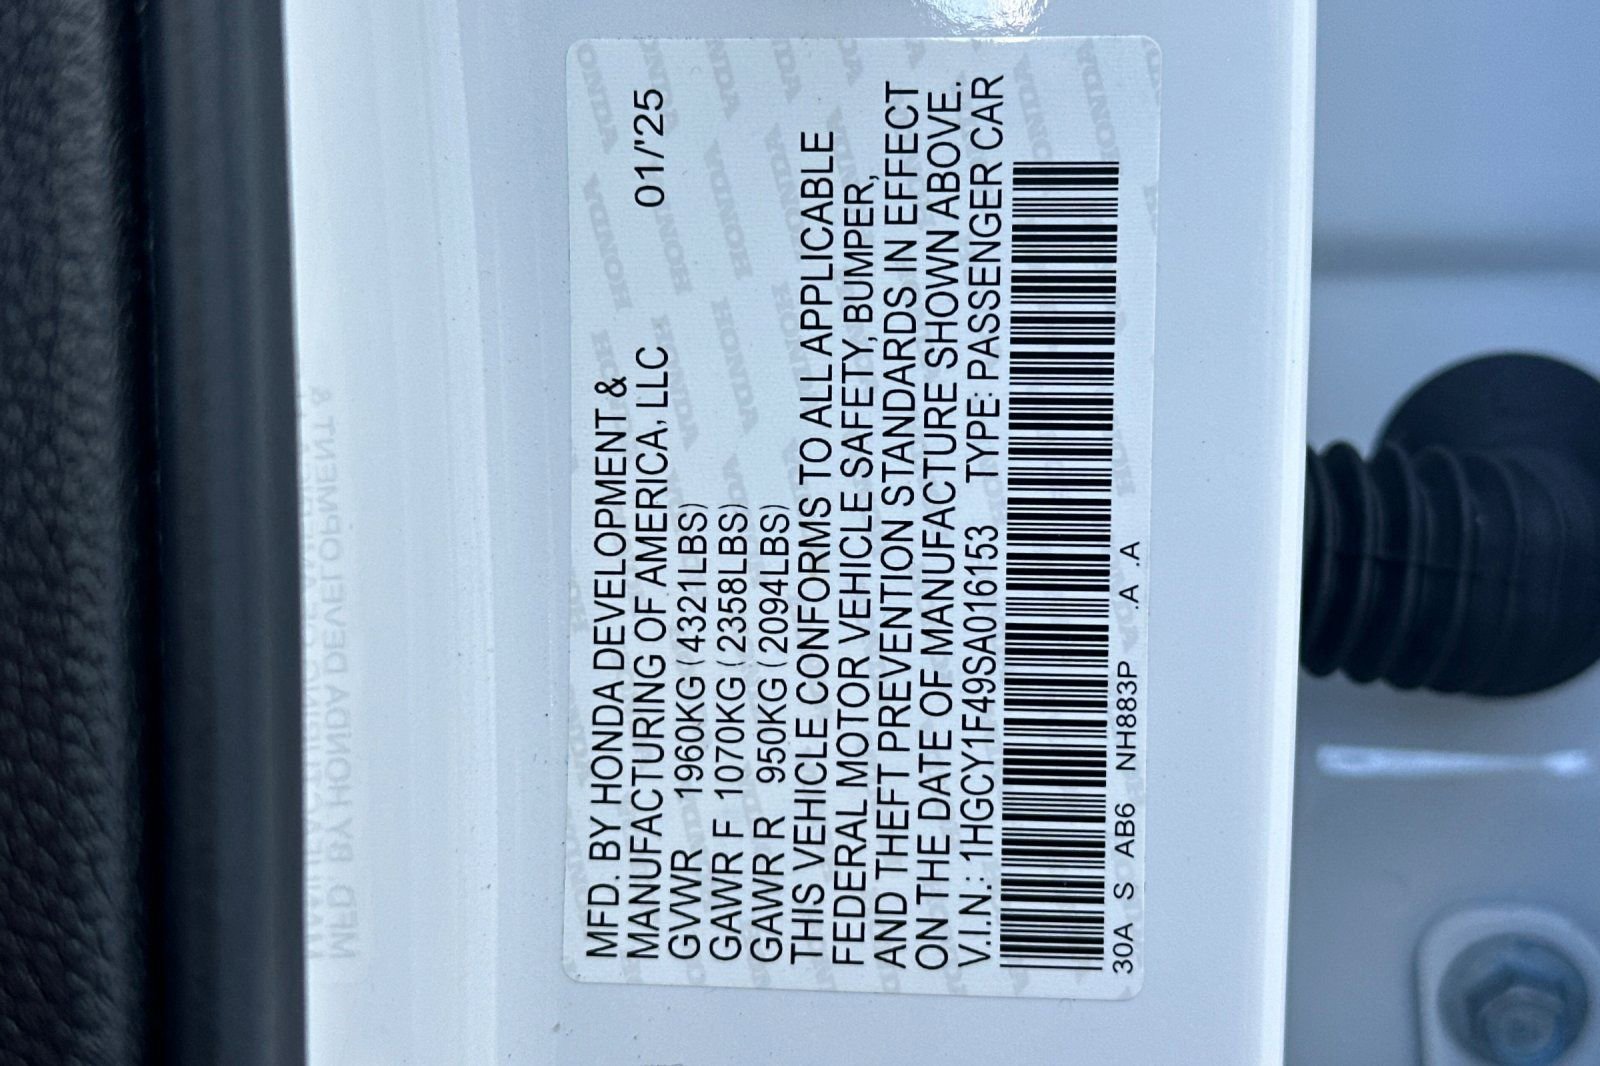 MFD. BY HONDA DEVELOPMENT &
MANUFACTURING OF AMERICA, LLC 01/'25
GVWR 1960KG (4321LBS)
GAWR F 1070KG (2358LBS)
GAWR R 950KG (2094LBS)
THIS VEHICLE CONFORMS TO ALL APPLICABLE
FEDERAL MOTOR VEHICLE SAFETY, BUMPER,
AND THEFT PREVENTION STANDARDS IN EFFECT
ON THE DATE OF MANUFACTURE SHOWN ABOVE.
V.I.N.: 1HGCY1F49SA016153 TYPE: PASSENGER CAR
30A S AB6 NH883P .A .A